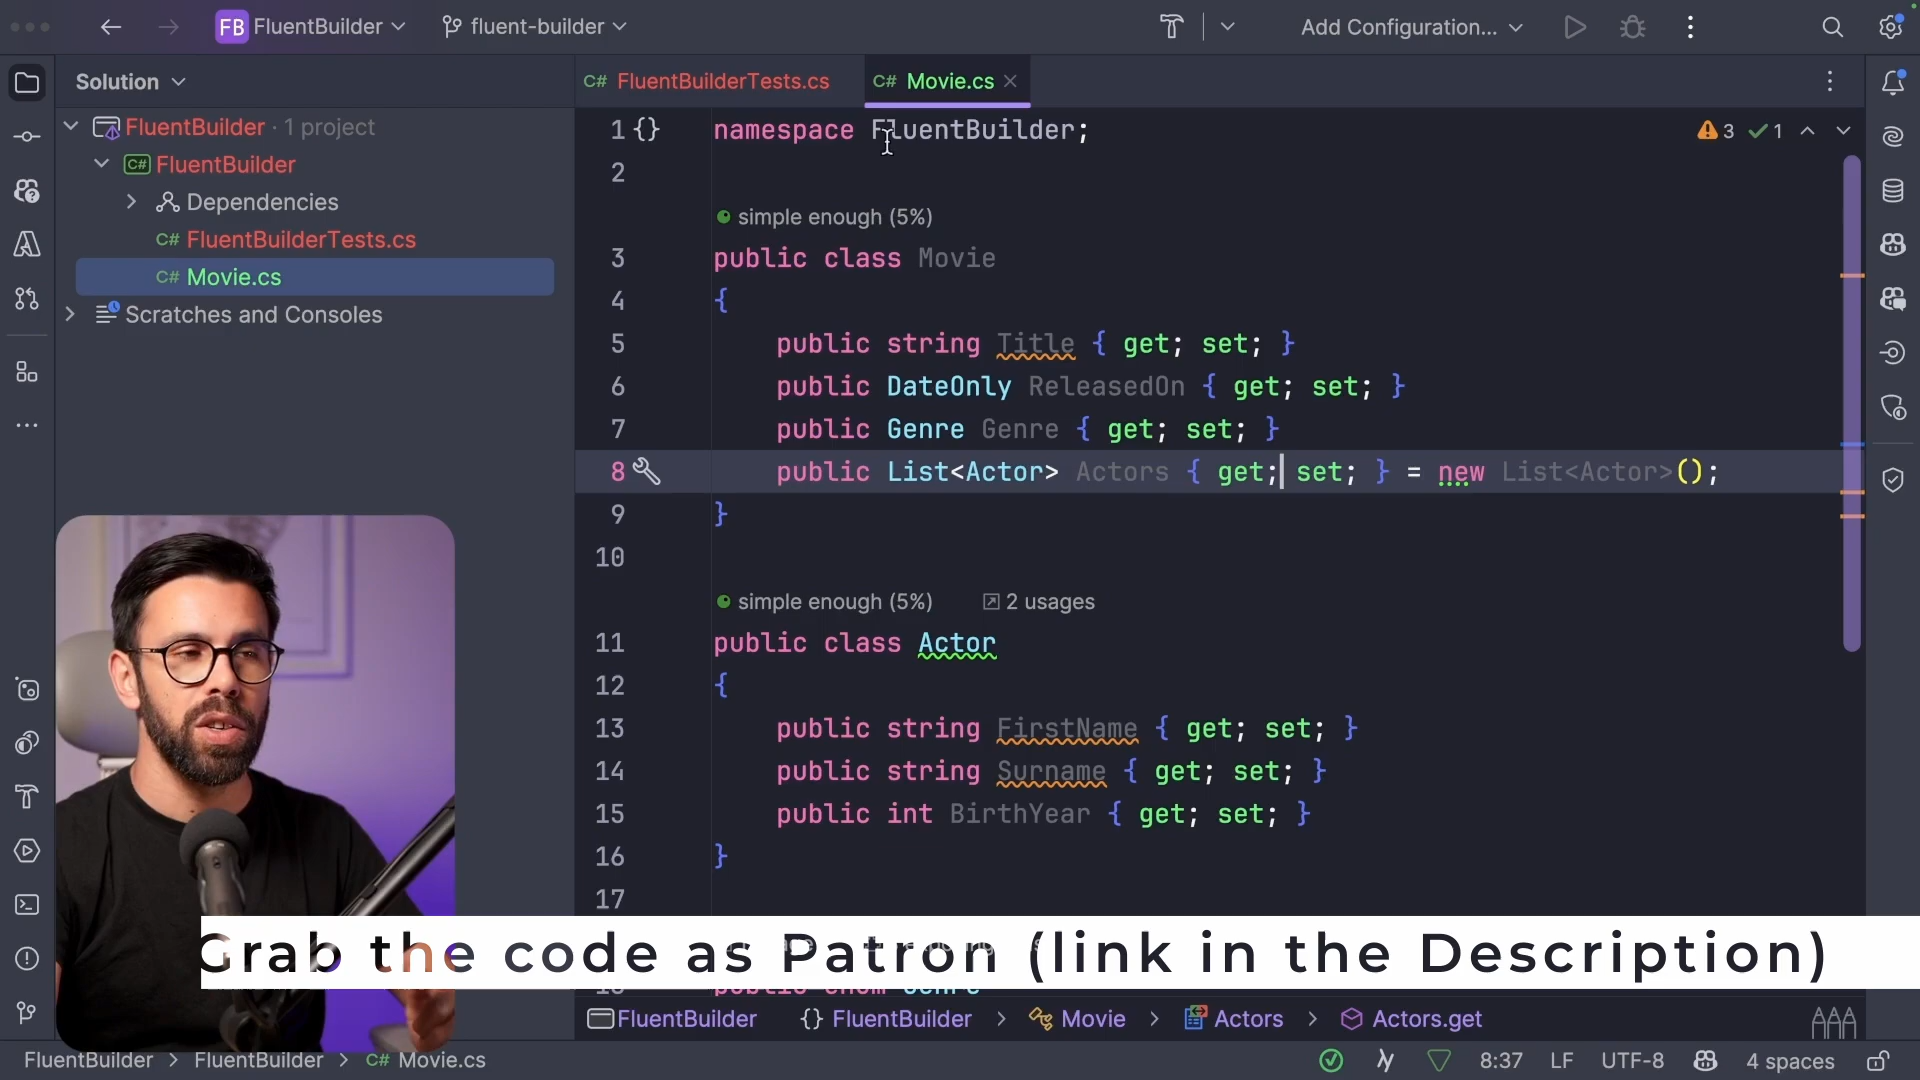 FB FluentBuilder fluent-builder Add Configuration...
Solution
C# FluentBuilderTests.cs C# Movie.cs
FluentBuilder · 1 project
C# FluentBuilder
Dependencies
C# FluentBuilderTests.cs
C# Movie.cs
Scratches and Consoles
3 1
1 {} namespace FluentBuilder;
2
simple enough (5%)
3 public class Movie
4 {
5 public string Title { get; set; }
6 public DateOnly ReleasedOn { get; set; }
7 public Genre Genre { get; set; }
8 public List<Actor> Actors { get; set; } = new List<Actor>();
9 }
10
simple enough (5%) 2 usages
11 public class Actor
12 {
13 public string FirstName { get; set; }
14 public string Surname { get; set; }
15 public int BirthYear { get; set; }
16 }
17
Grab the code as Patron (link in the Description)
FluentBuilder {} FluentBuilder > Movie > Actors > Actors.get
FluentBuilder > FluentBuilder > C# Movie.cs 8:37 LF UTF-8 4 spaces